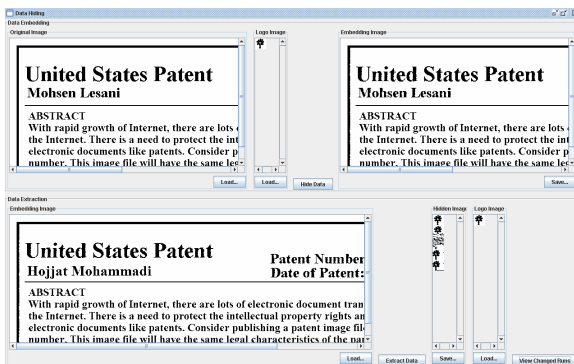 Data Hiding
Data Embedding
Original Image
Logo Image
Embedding Image
United States Patent
Mohsen Lesani
ABSTRACT
With rapid growth of Internet, there are lots
the Internet. There is a need to protect the int
electronic documents like patents. Consider p
number. This image file will have the same leg
Load...
Load...
Hide Data
United States Patent
Mohsen Lesani
ABSTRACT
With rapid growth of Internet, there are lots
the Internet. There is a need to protect the int
electronic documents like patents. Consider p
number. This image file will have the same leg
Save...
Data Extraction
Embedding Image
Hidden Image
Logo Image
United States Patent
Hojjat Mohammadi
Patent Number
Date of Patent:
ABSTRACT
With rapid growth of Internet, there are lots of electronic document tran
the Internet. There is a need to protect the intellectual property rights an
electronic documents like patents. Consider publishing a patent image fil
number. This image file will have the same legal characteristics of the
Load...
Extract Data
Save...
Load...
View Changed Runs